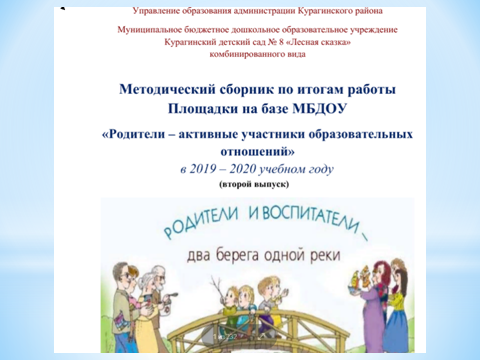 Управление образования администрации Курагинского района
Муниципальное бюджетное дошкольное образовательное учреждение
Курагинский детский сад № 8 «Лесная сказка»
комбинированного вида
Методический сборник по итогам работы
Площадки на базе МБДОУ
«Родители – активные участники образовательных
отношений»
в 2019 – 2020 учебном году
(второй выпуск)
РОДИТЕЛИ И ВОСПИТАТЕЛИ –
два берега одной реки